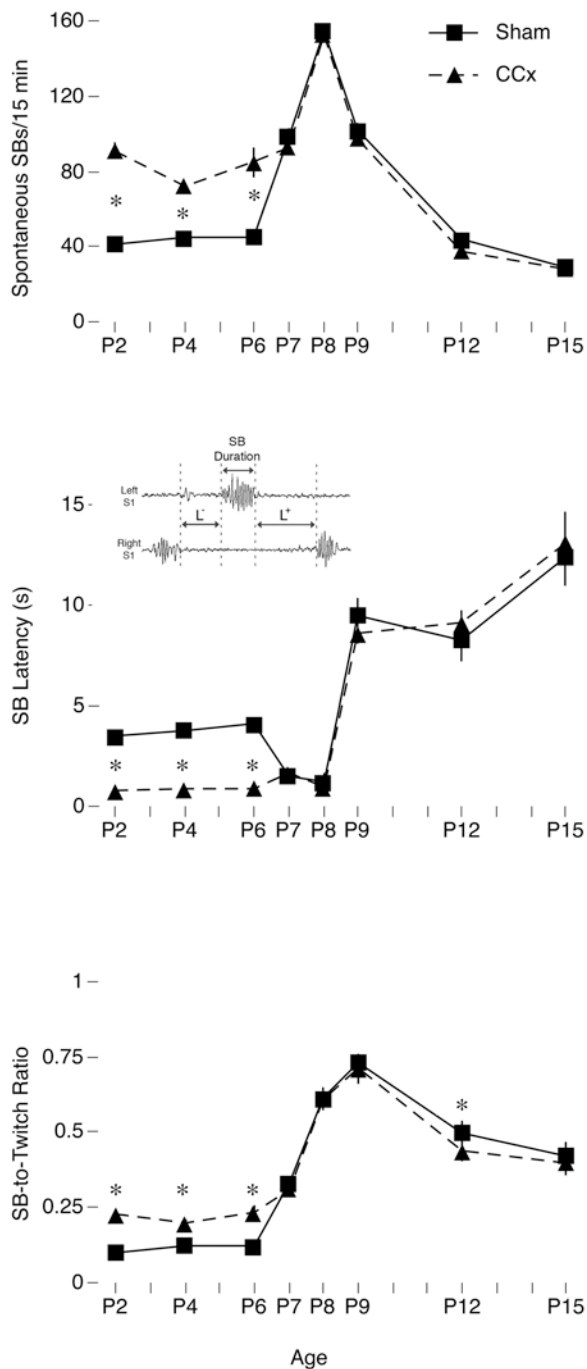 160
Sham
CCx
120
80
40
0
Spontaneous SBs/15 min
* * *
P2 P4 P6 P7 P8 P9 P12 P15
SB
Duration
Left
S1
L-
L+
Right
S1
15
10
5
0
SB Latency (s)
* * *
P2 P4 P6 P7 P8 P9 P12 P15
1
0.75
0.5
0.25
0
SB-to-Twitch Ratio
* * * *
P2 P4 P6 P7 P8 P9 P12 P15
Age